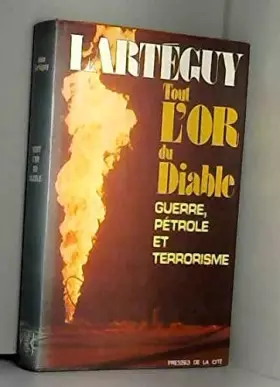 LARTÉGUY
Tout
L'OR
du
Diable
GUERRE,
PÉTROLE
ET
TERRORISME
PRESSES DE LA CITÉ